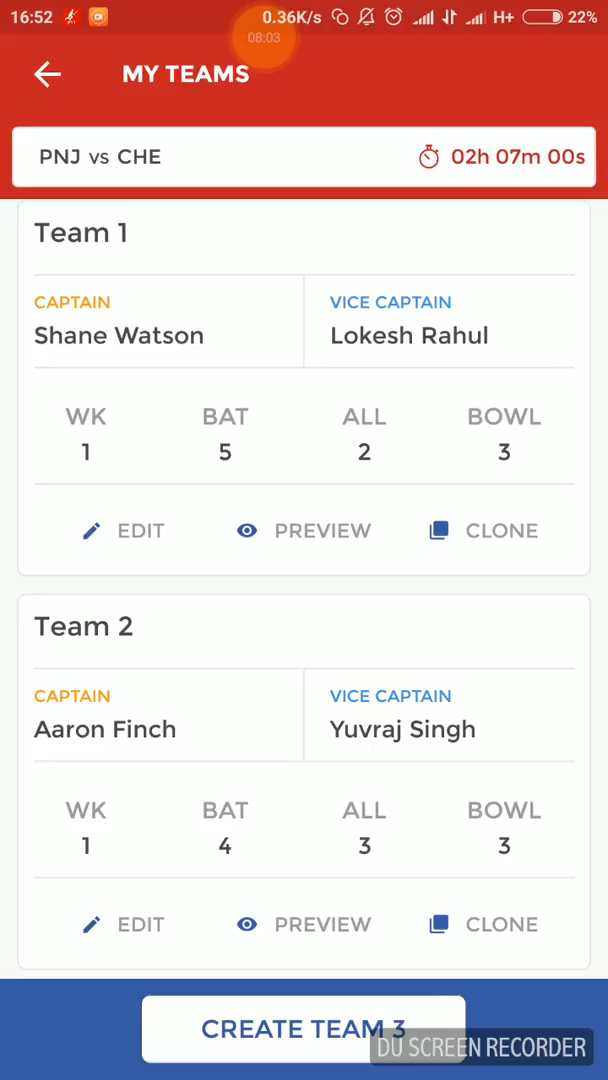 16:52 0.36K/s H+ 22%
08:03
MY TEAMS
PNJ vs CHE 02h 07m 00s
Team 1
CAPTAIN VICE CAPTAIN
Shane Watson Lokesh Rahul
WK BAT ALL BOWL
1 5 2 3
EDIT PREVIEW CLONE
Team 2
CAPTAIN VICE CAPTAIN
Aaron Finch Yuvraj Singh
WK BAT ALL BOWL
1 4 3 3
EDIT PREVIEW CLONE
CREATE TEAM 3
DU SCREEN RECORDER